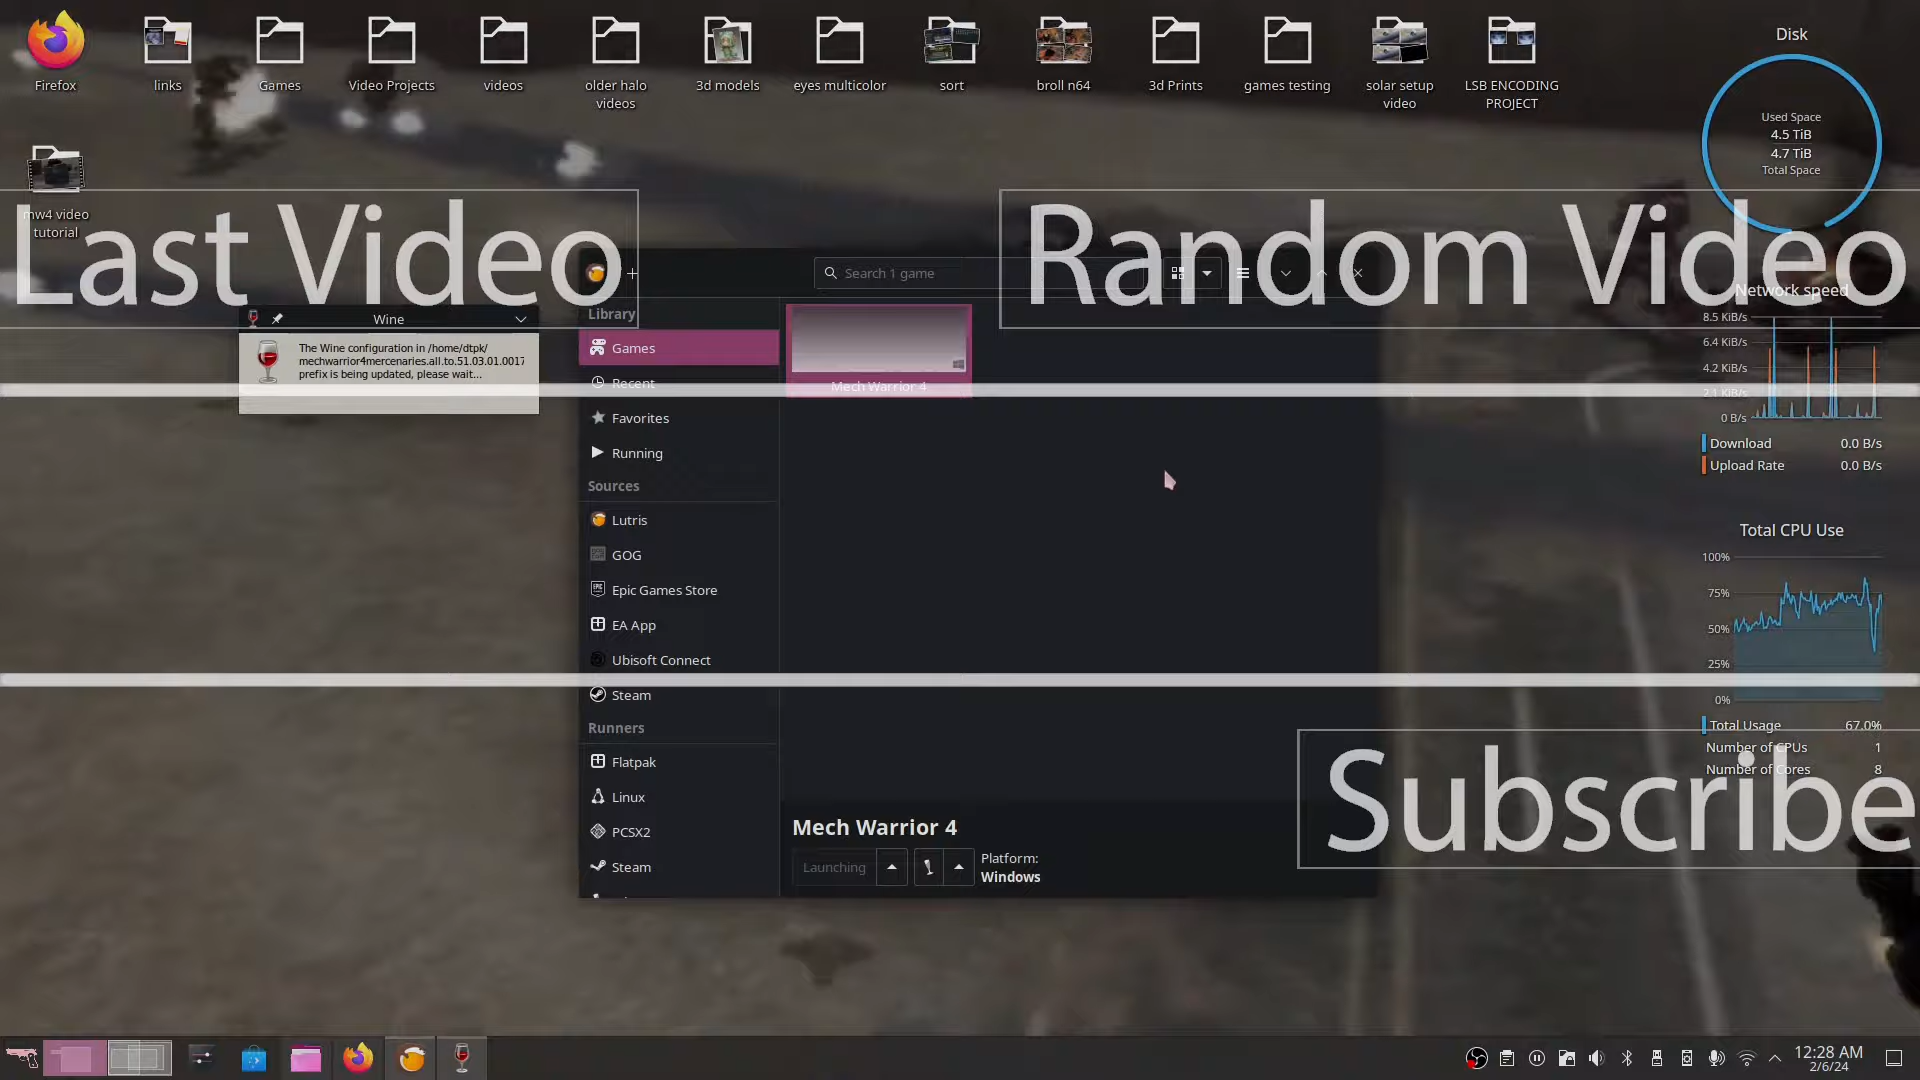 Firefox
links
Games
Video Projects
videos
older halo
videos
3d models
eyes multicolor
sort
broll n64
3d Prints
games testing
solar setup
video
LSB ENCODING
PROJECT
Disk
Used Space
4.5 TiB
4.7 TiB
Total Space
mw4 video
tutorial
Last Video
Random Video
Search 1 game
Wine
The Wine configuration in /home/dtpk/
mechwarrior4mercenaries.all.to.51.03.01.0017
prefix is being updated, please wait...
Library
Games
Recent
Favorites
Running
Sources
Lutris
GOG
Epic Games Store
EA App
Ubisoft Connect
Steam
Runners
Flatpak
Linux
PCSX2
Steam
Mech Warrior 4
Mech Warrior 4
Launching
Platform:
Windows
Network speed
8.5 KiB/s
6.4 KiB/s
4.2 KiB/s
2.1 KiB/s
0 B/s
Download 0.0 B/s
Upload Rate 0.0 B/s
Total CPU Use
100%
75%
50%
25%
0%
Total Usage 67.0%
Number of CPUs 1
Number of Cores 8
Subscribe
12:28 AM
2/6/24